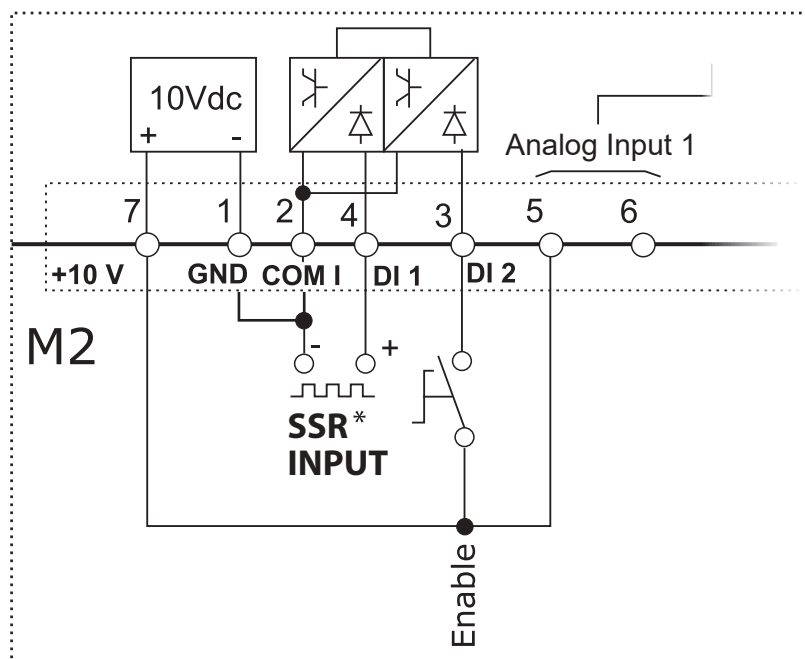 10Vdc
+ -
Analog Input 1
7 1 2 4 3 5 6
+10 V GND COM I DI 1 DI 2
M2
- +
SSR*
INPUT
Enable